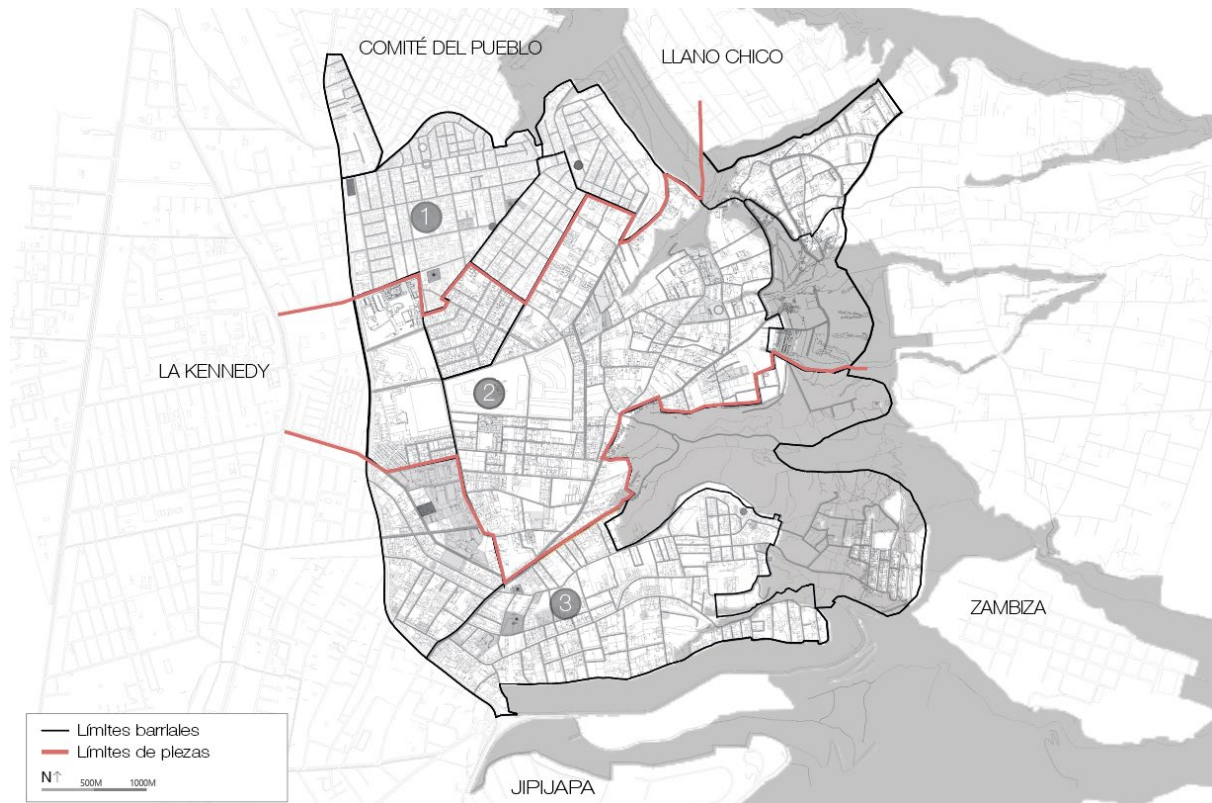 COMITÉ DEL PUEBLO
LLANO CHICO
1
LA KENNEDY
2
3
ZAMBIZA
Límites barriales
Límites de piezas
N↑ 500M 1000M
JIPIJAPA